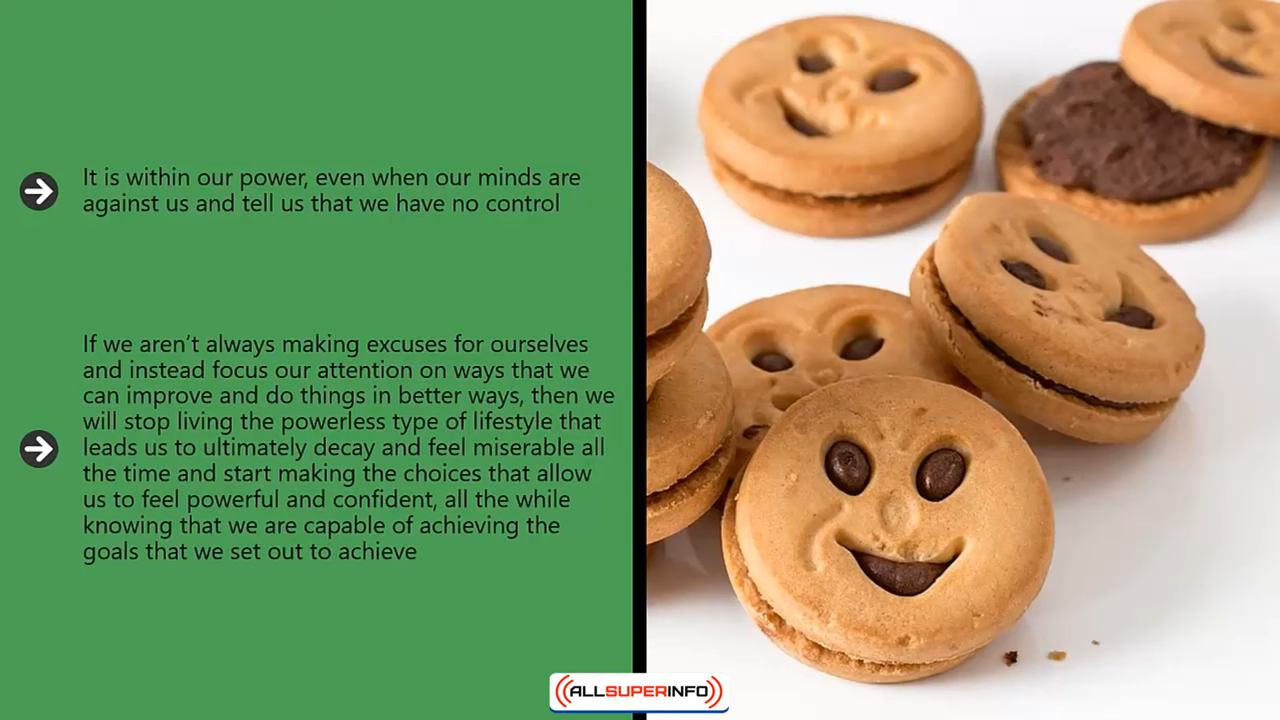 It is within our power, even when our minds are
against us and tell us that we have no control
If we aren’t always making excuses for ourselves
and instead focus our attention on ways that we
can improve and do things in better ways, then we
will stop living the powerless type of lifestyle that
leads us to ultimately decay and feel miserable all
the time and start making the choices that allow
us to feel powerful and confident, all the while
knowing that we are capable of achieving the
goals that we set out to achieve
ALLSUPERINFO